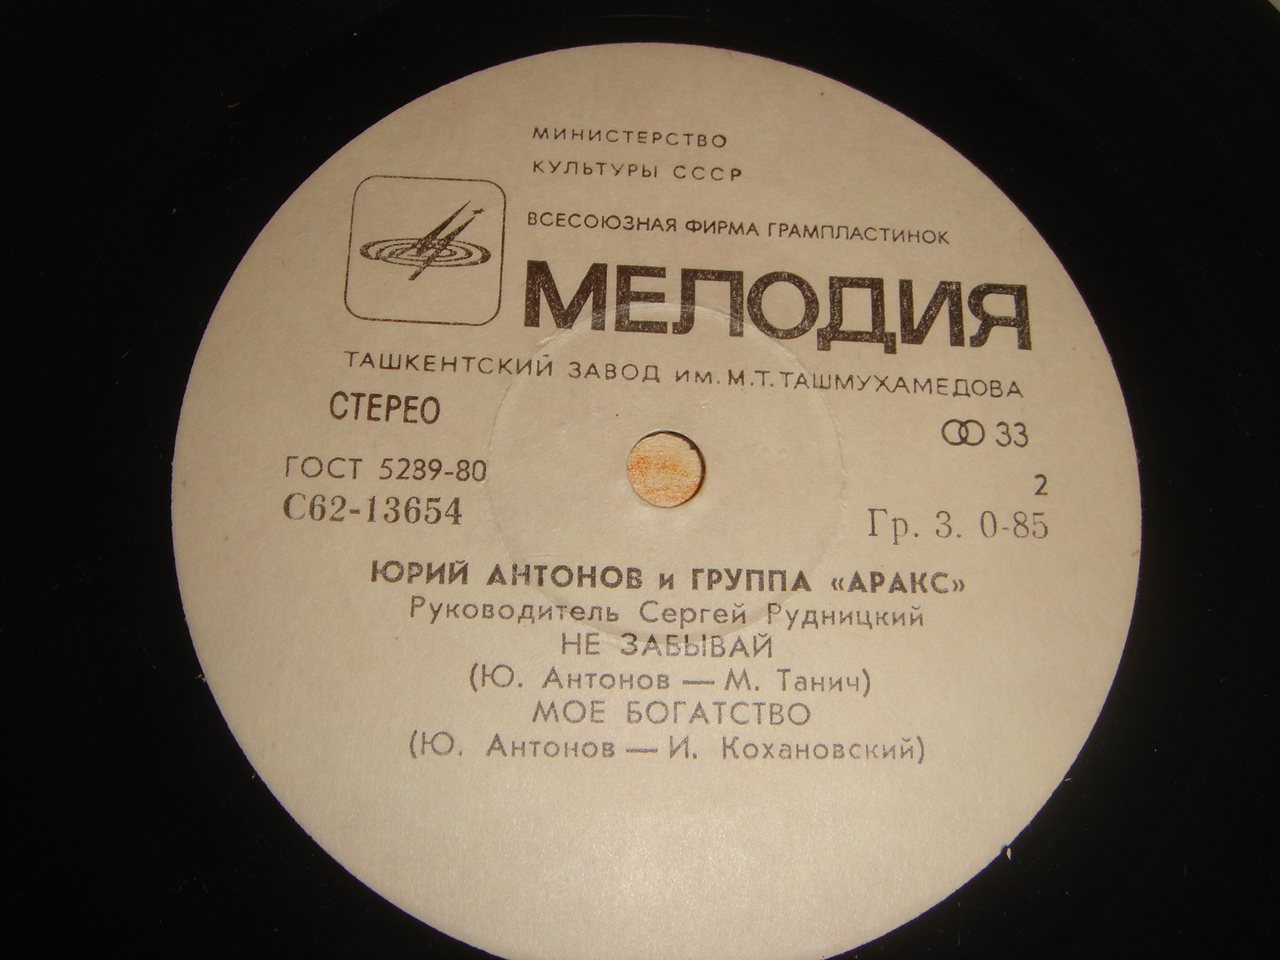 МИНИСТЕРСТВО
КУЛЬТУРЫ СССР
ВСЕСОЮЗНАЯ ФИРМА ГРАМПЛАСТИНОК
МЕЛОДИЯ
ТАШКЕНТСКИЙ ЗАВОД им. М.Т. ТАШМУХАМЕДОВА
СТЕРЕО
33
ГОСТ 5289-80
2
С62-13654
Гр. 3. 0-85
ЮРИЙ АНТОНОВ и ГРУППА «АРАКС»
Руководитель Сергей Рудницкий
НЕ ЗАБЫВАЙ
(Ю. Антонов — М. Танич)
МОЕ БОГАТСТВО
(Ю. Антонов — И. Кохановский)